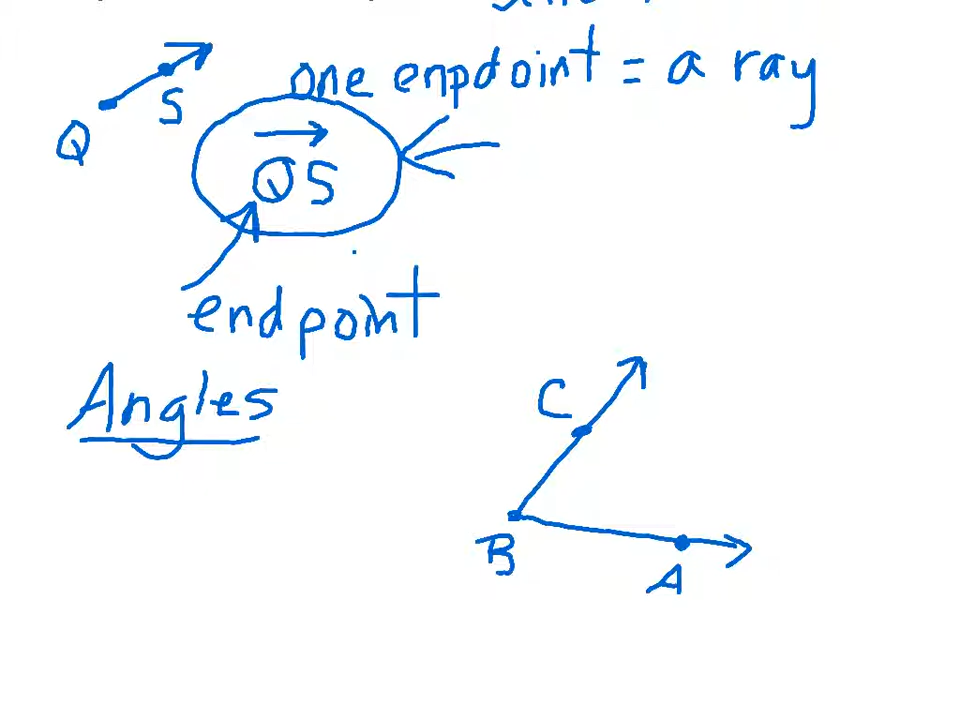 one enpdoint = a ray
S
Q
QS
endpoint
Angles
C
B
A